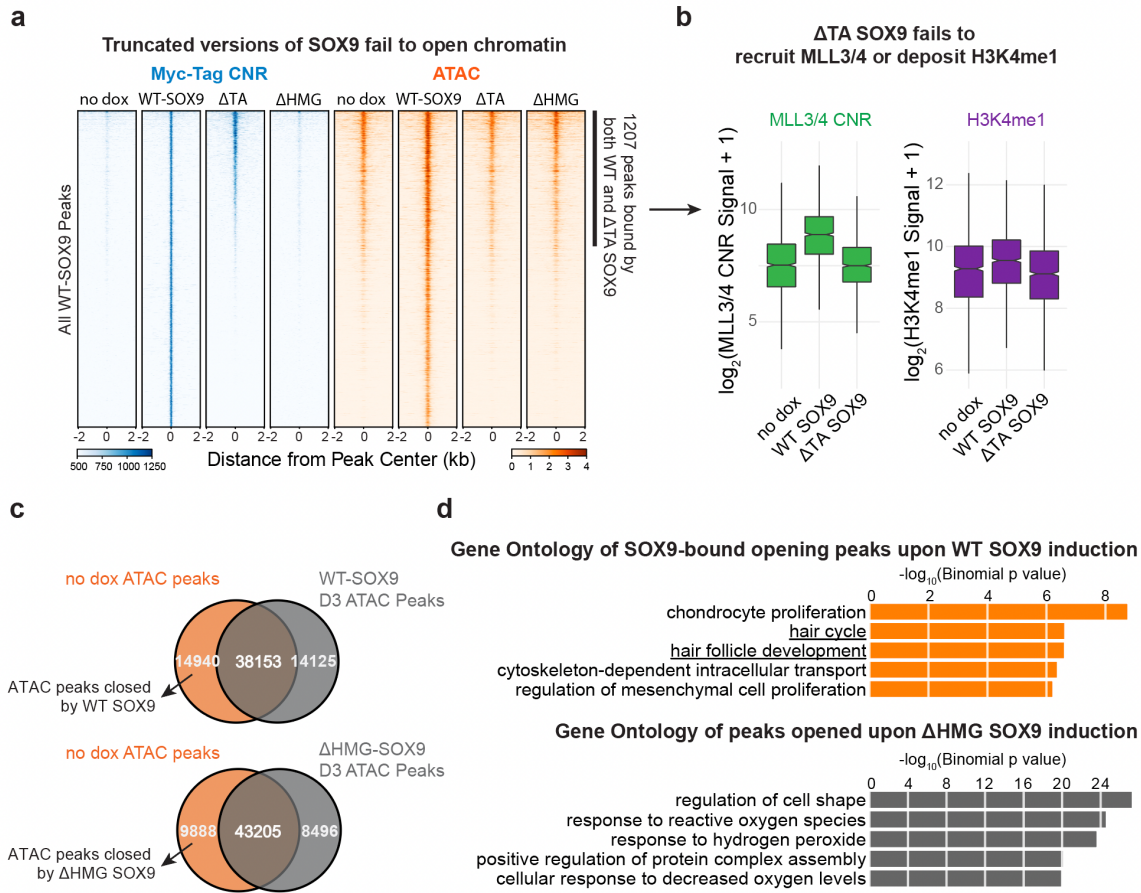 a
Truncated versions of SOX9 fail to open chromatin
Myc-Tag CNR
ATAC
no dox WT-SOX9 ΔTA ΔHMG no dox WT-SOX9 ΔTA ΔHMG
All WT-SOX9 Peaks
1207 peaks bound by
both WT and ΔTA SOX9
-2 0 2 -2 0 2 -2 0 2 -2 0 2 -2 0 2 -2 0 2 -2 0 2 -2 0 2
500 750 1000 1250
Distance from Peak Center (kb)
0 1 2 3 4
b
ΔTA SOX9 fails to
recruit MLL3/4 or deposit H3K4me1
MLL3/4 CNR
log2(MLL3/4 CNR Signal + 1)
10
5
no dox
WT SOX9
ΔTA SOX9
H3K4me1
log2(H3K4me1 Signal + 1)
12
10
8
6
no dox
WT SOX9
ΔTA SOX9
c
no dox ATAC peaks
WT-SOX9
D3 ATAC Peaks
14940 38153 14125
ATAC peaks closed
by WT SOX9
no dox ATAC peaks
ΔHMG-SOX9
D3 ATAC Peaks
9888 43205 8496
ATAC peaks closed
by ΔHMG SOX9
d
Gene Ontology of SOX9-bound opening peaks upon WT SOX9 induction
-log10(Binomial p value)
0 2 4 6 8
chondrocyte proliferation
hair cycle
hair follicle development
cytoskeleton-dependent intracellular transport
regulation of mesenchymal cell proliferation
Gene Ontology of peaks opened upon ΔHMG SOX9 induction
-log10(Binomial p value)
0 4 8 12 16 20 24
regulation of cell shape
response to reactive oxygen species
response to hydrogen peroxide
positive regulation of protein complex assembly
cellular response to decreased oxygen levels